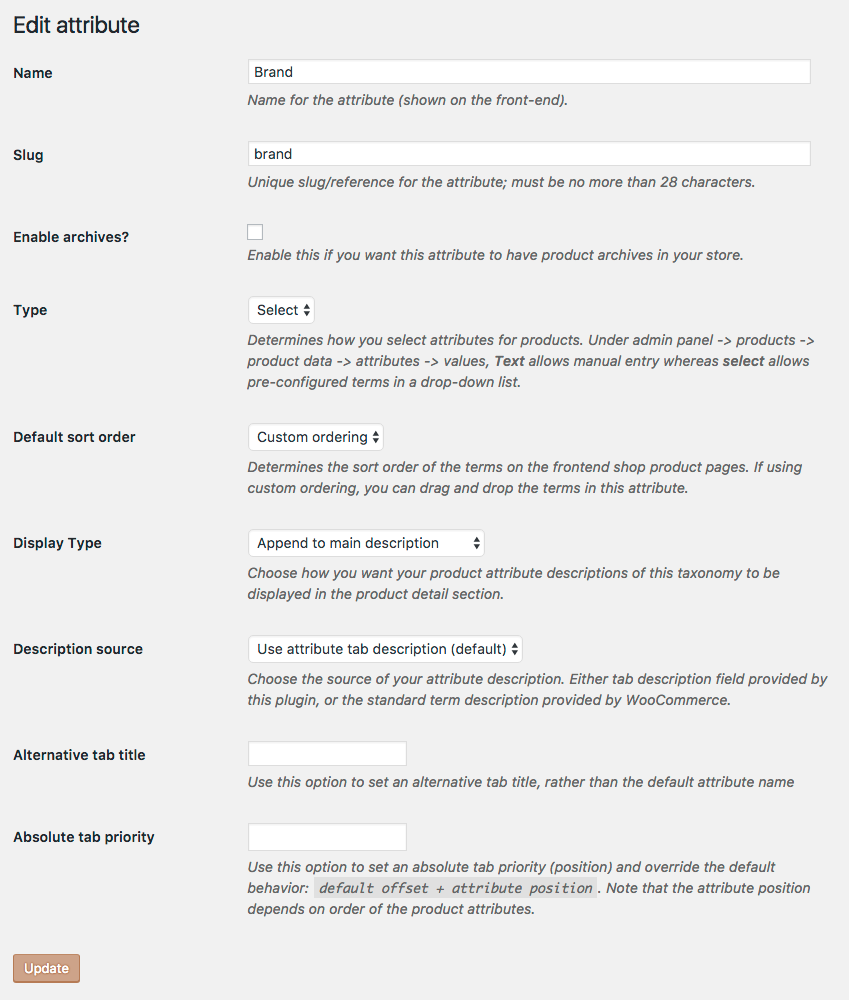 Edit attribute
Name
Brand
Name for the attribute (shown on the front-end).
Slug
brand
Unique slug/reference for the attribute; must be no more than 28 characters.
Enable archives?
Enable this if you want this attribute to have product archives in your store.
Type
Select
Determines how you select attributes for products. Under admin panel -> products ->
product data -> attributes -> values, Text allows manual entry whereas select allows
pre-configured terms in a drop-down list.
Default sort order
Custom ordering
Determines the sort order of the terms on the frontend shop product pages. If using
custom ordering, you can drag and drop the terms in this attribute.
Display Type
Append to main description
Choose how you want your product attribute descriptions of this taxonomy to be
displayed in the product detail section.
Description source
Use attribute tab description (default)
Choose the source of your attribute description. Either tab description field provided by
this plugin, or the standard term description provided by WooCommerce.
Alternative tab title
Use this option to set an alternative tab title, rather than the default attribute name
Absolute tab priority
Use this option to set an absolute tab priority (position) and override the default
behavior: default offset + attribute position. Note that the attribute position
depends on order of the product attributes.
Update